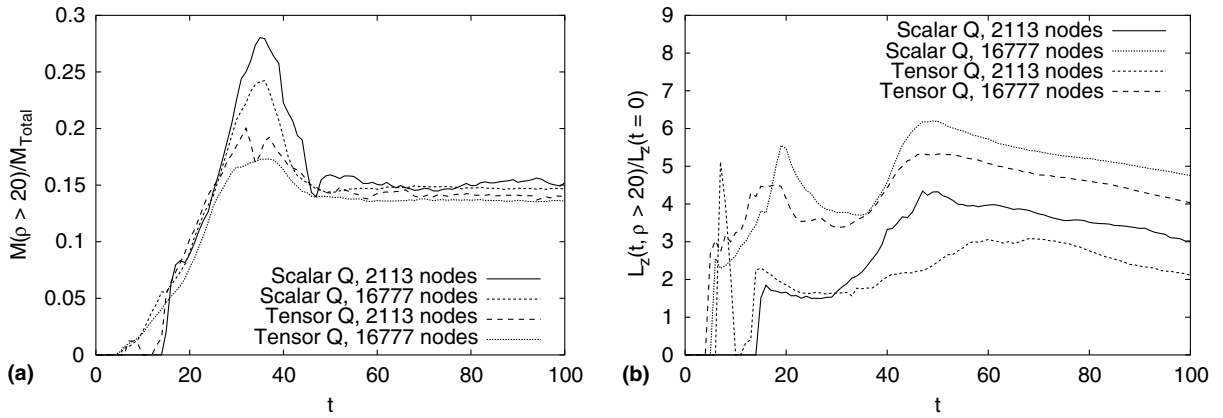 0.3
0.25
0.2
0.15
0.1
0.05
0
M(ρ > 20)/M_Total
Scalar Q, 2113 nodes
Scalar Q, 16777 nodes
Tensor Q, 2113 nodes
Tensor Q, 16777 nodes
0 20 40 60 80 100
(a)
t
9
8
7
6
5
4
3
2
1
0
L_z(t, ρ > 20)/L_z(t = 0)
Scalar Q, 2113 nodes
Scalar Q, 16777 nodes
Tensor Q, 2113 nodes
Tensor Q, 16777 nodes
0 20 40 60 80 100
(b)
t